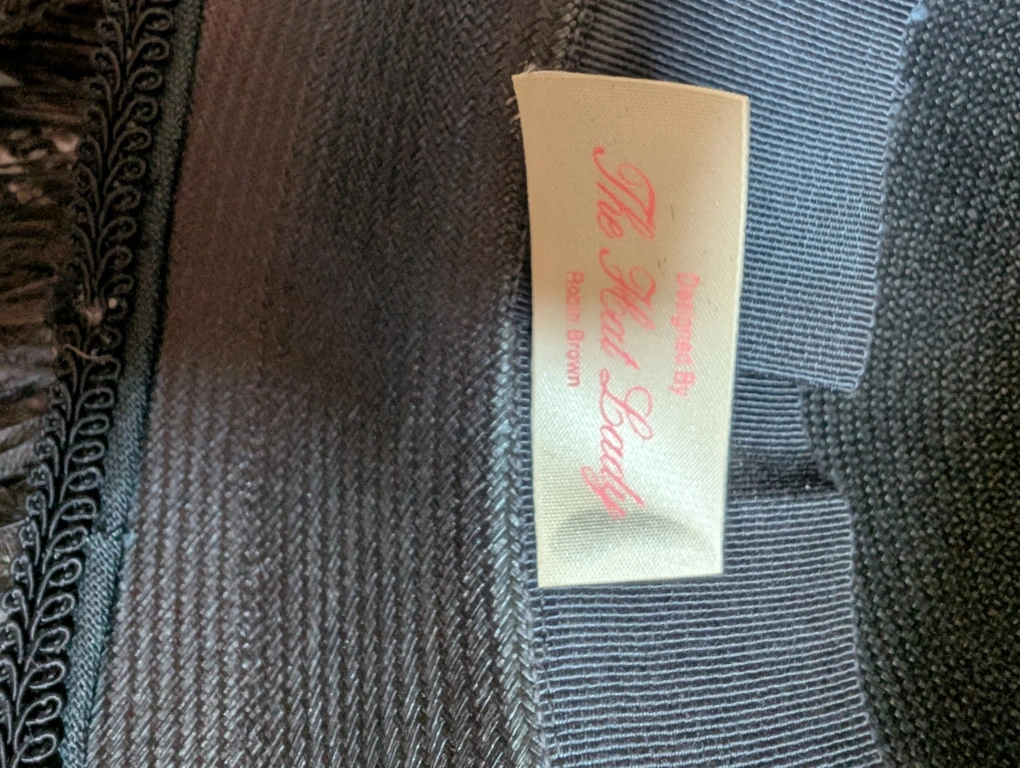 Designed By
The Hat Lady
Robin Brown